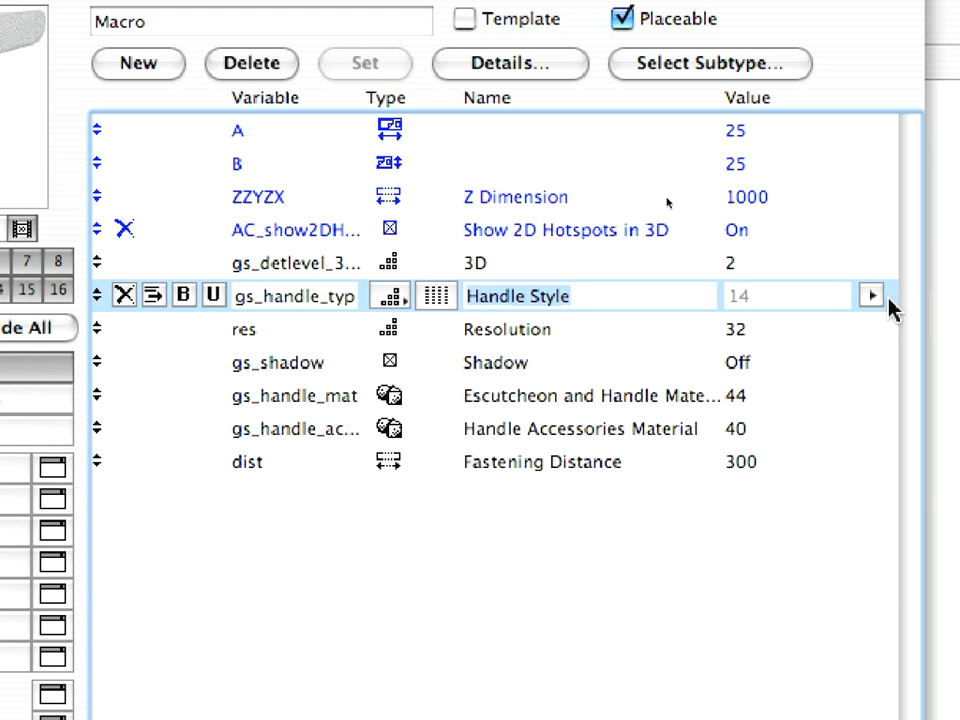 Macro Template Placeable
New Delete Set Details... Select Subtype...
Variable Type Name Value
A 25
B 25
ZZYZX Z Dimension 1000
AC_show2DH... Show 2D Hotspots in 3D On
7 8 gs_detlevel_3... 3D 2
15 16 B U gs_handle_typ Handle Style 14
de All res Resolution 32
gs_shadow Shadow Off
gs_handle_mat Escutcheon and Handle Mate... 44
gs_handle_ac... Handle Accessories Material 40
dist Fastening Distance 300